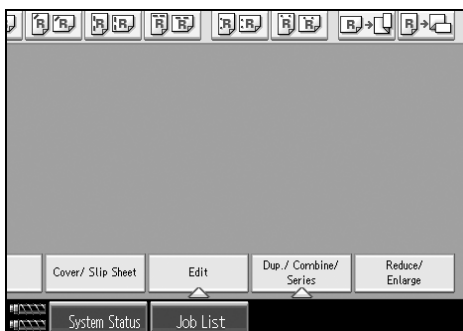 R R R R R R R R R R R R
Cover/ Slip Sheet
Edit
Dup./ Combine/
Series
Reduce/
Enlarge
System Status
Job List